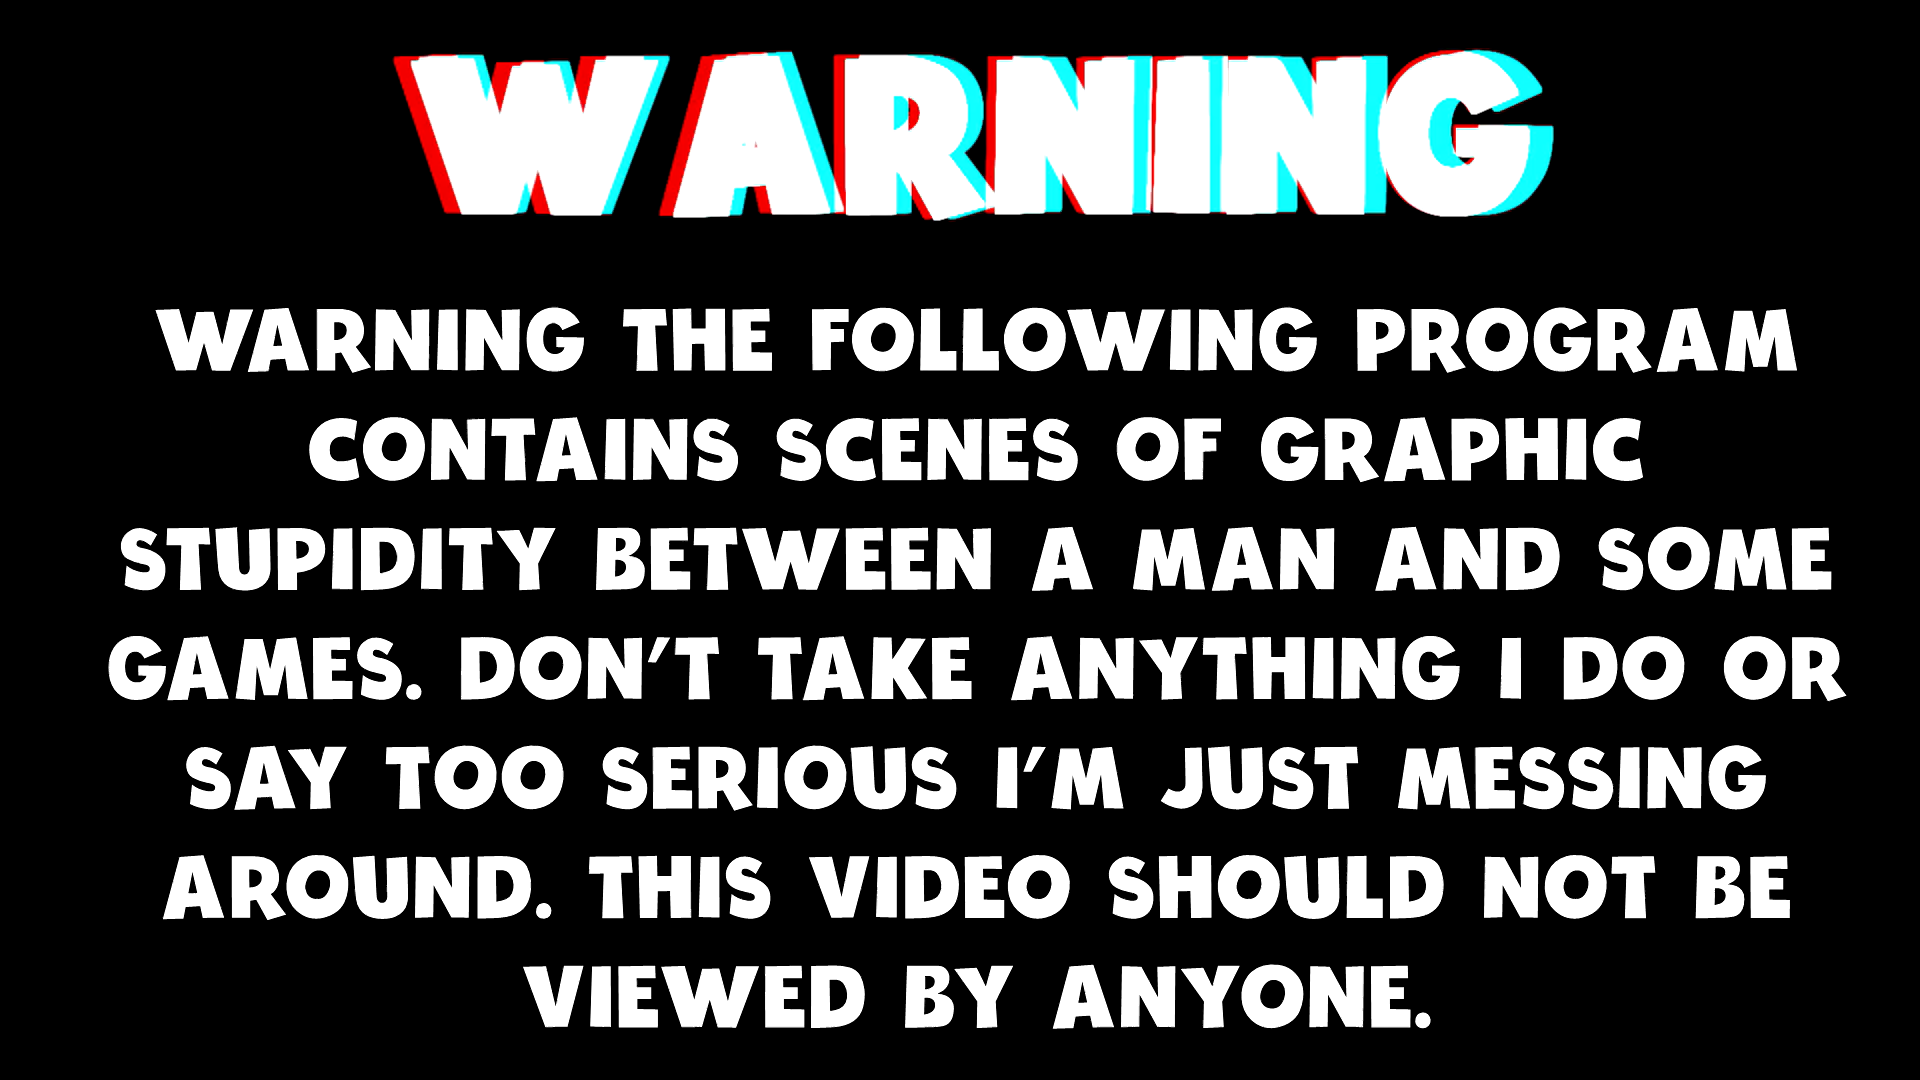 WARNING
WARNING THE FOLLOWING PROGRAM
CONTAINS SCENES OF GRAPHIC
STUPIDITY BETWEEN A MAN AND SOME
GAMES. DON'T TAKE ANYTHING I DO OR
SAY TOO SERIOUS I'M JUST MESSING
AROUND. THIS VIDEO SHOULD NOT BE
VIEWED BY ANYONE.